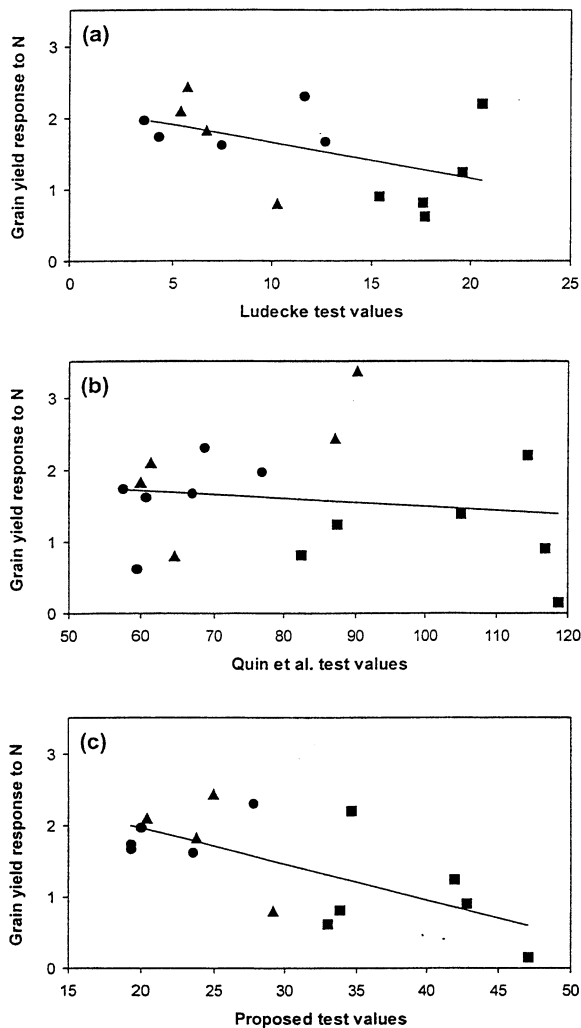 (a)
Grain yield response to N
3
2
1
0
0 5 10 15 20 25
Ludecke test values
(b)
Grain yield response to N
3
2
1
0
50 60 70 80 90 100 110 120
Quin et al. test values
(c)
Grain yield response to N
3
2
1
0
15 20 25 30 35 40 45 50
Proposed test values